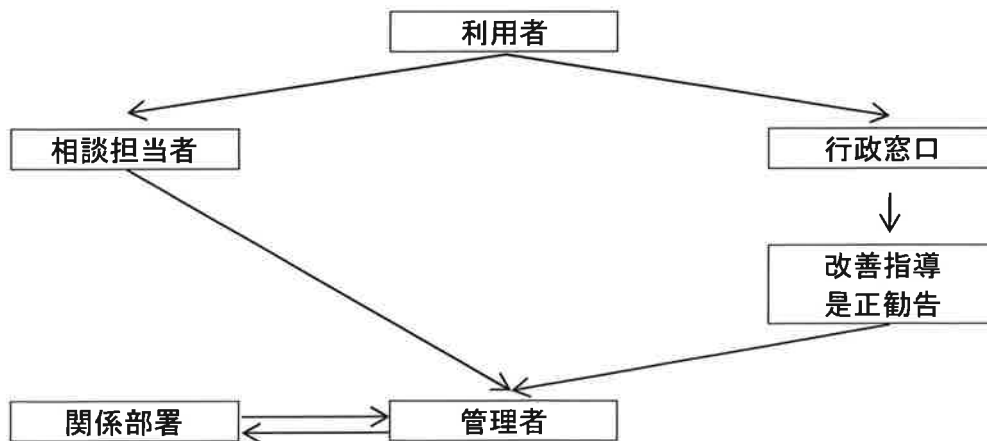 利用者
相談担当者
行政窓口
改善指導
是正勧告
関係部署
管理者